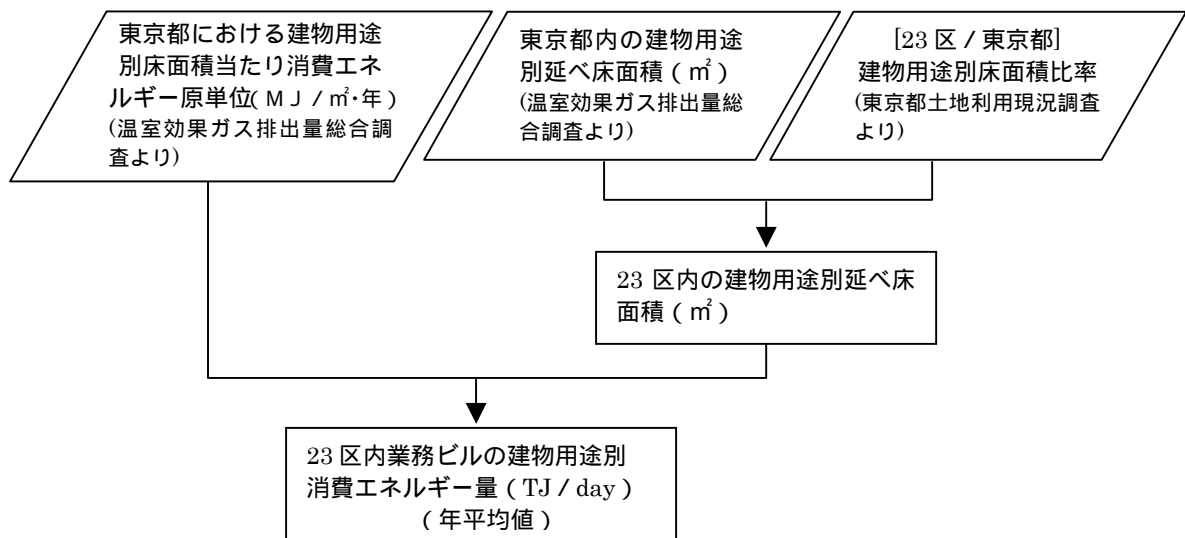 東京都における建物用途
別床面積当たり消費エネ
ルギー原単位(ＭＪ/㎡･年)
(温室効果ガス排出量総合調
査より)
東京都内の建物用途
別延べ床面積(㎡)
(温室効果ガス排出量総
合調査より)
[23 区/東京都]
建物用途別床面積比率
(東京都土地利用現況調査
より)
23 区内の建物用途別延べ床
面積(㎡)
23 区内業務ビルの建物用途別
消費エネルギー量(TJ/day)
(年平均値)